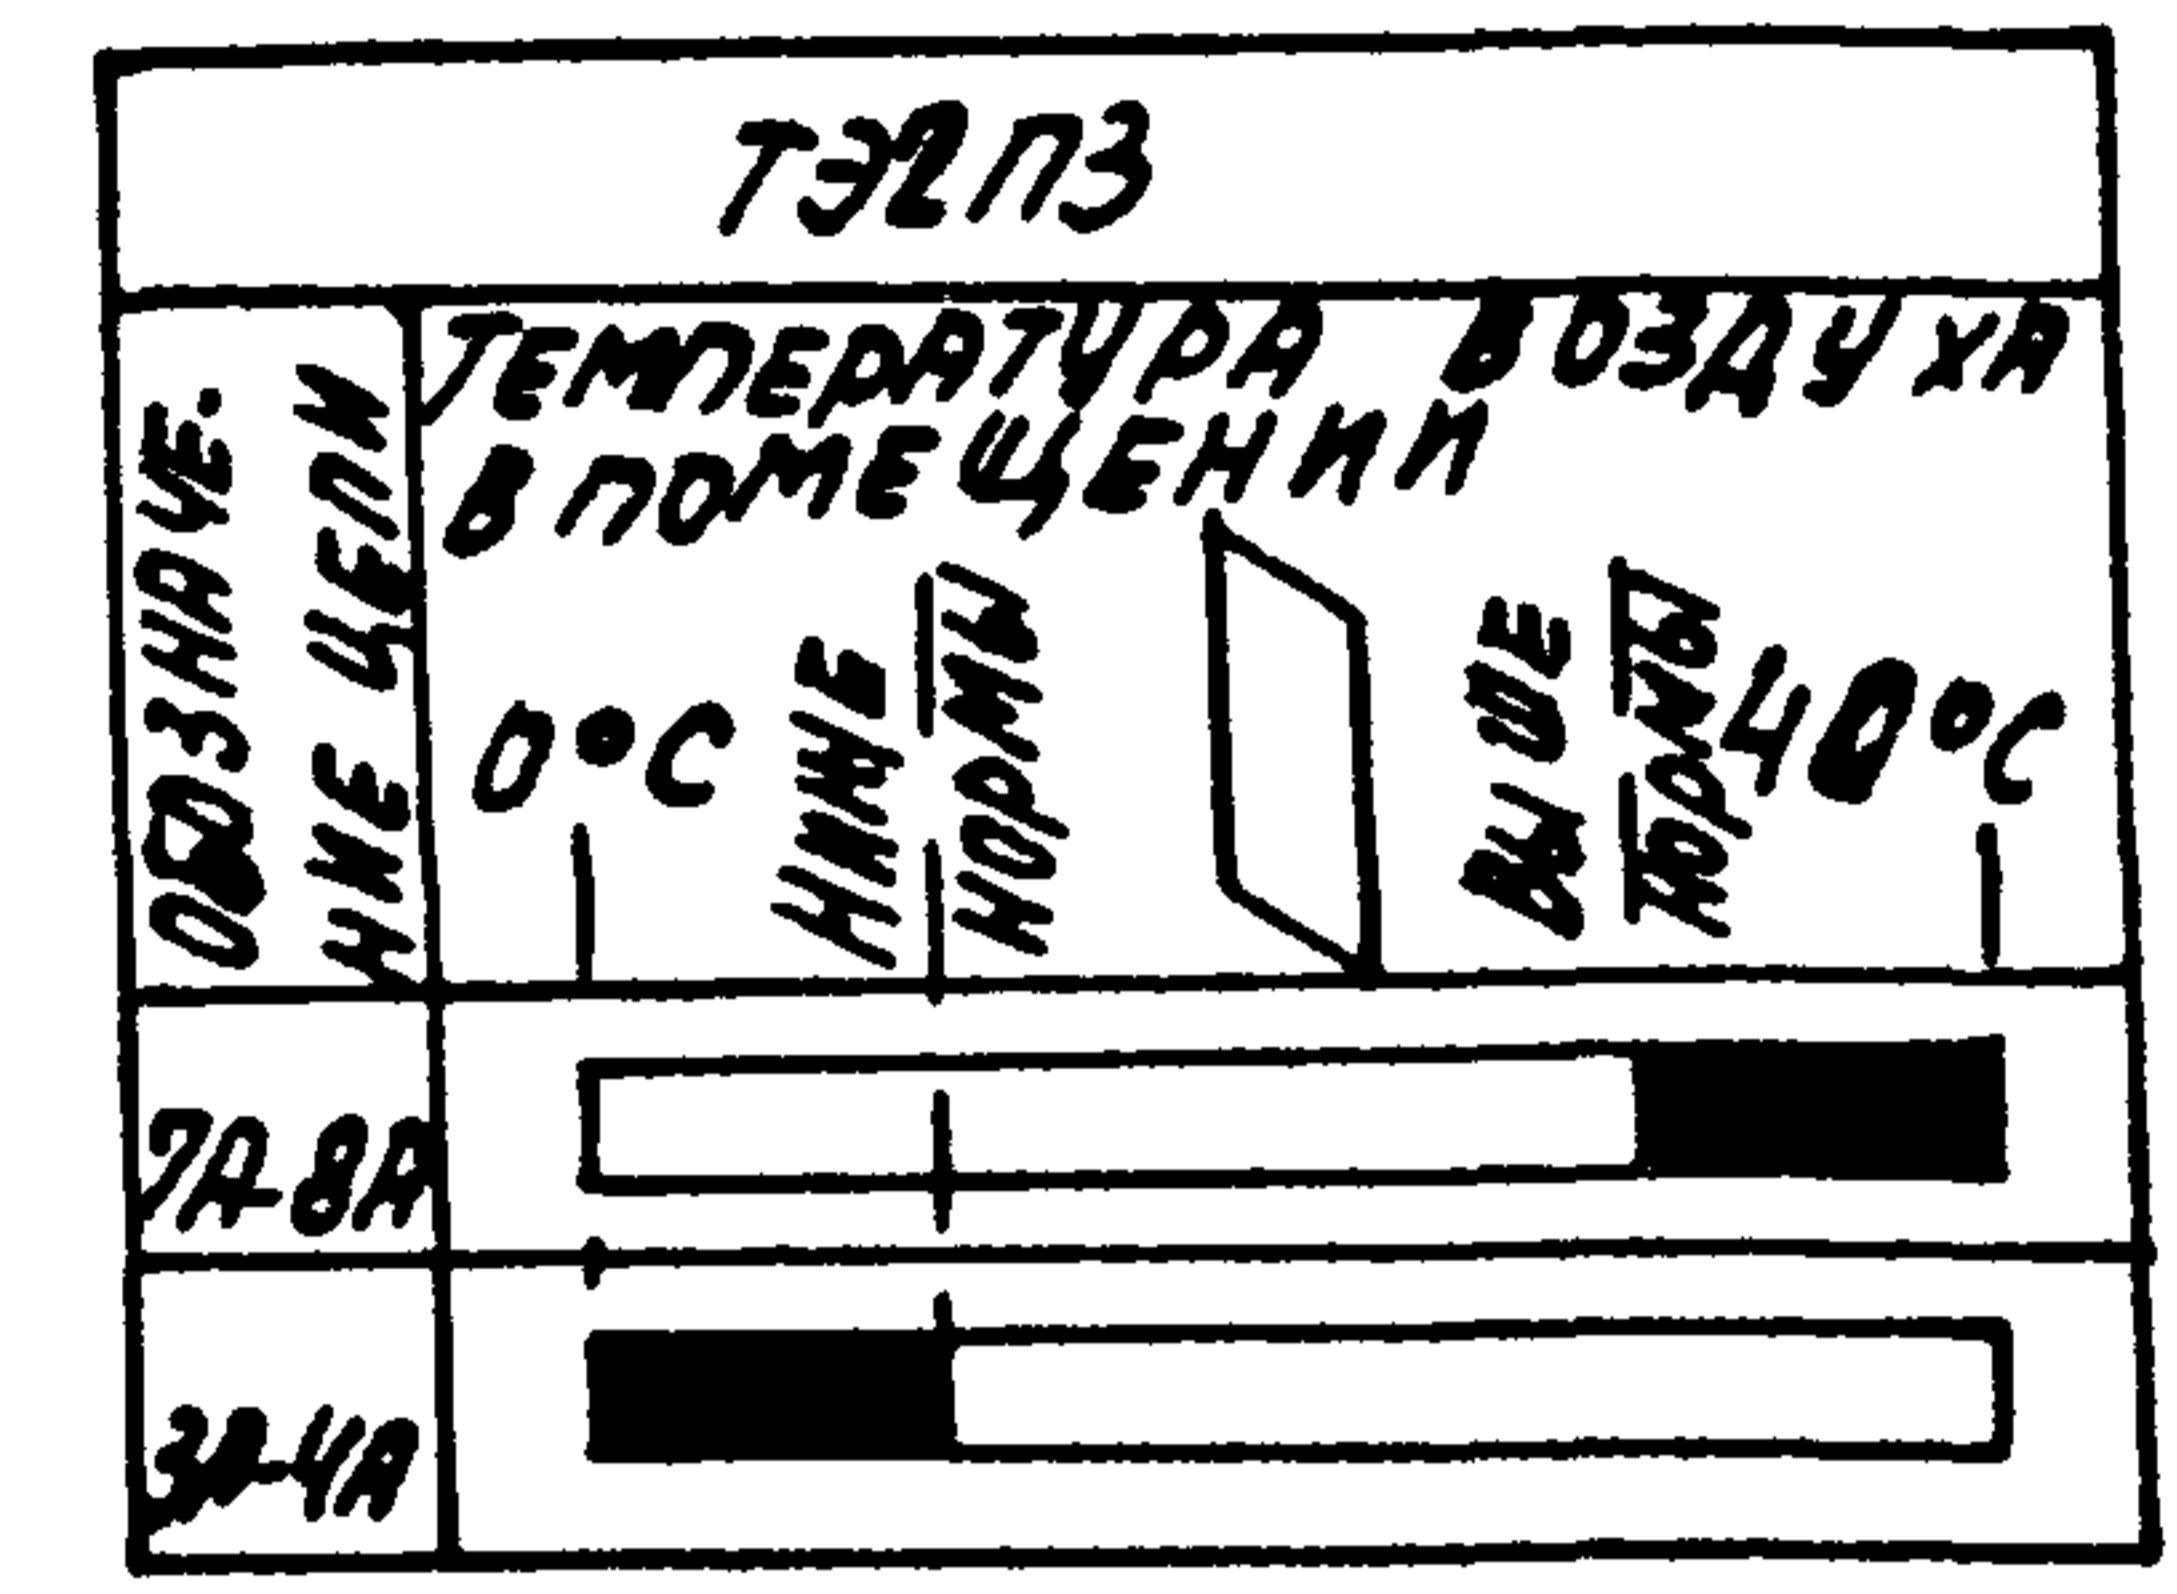 ТЭ2П3
ОБОЗНАЧЕ.
НИЕ ЦЕПИ
ТЕМПЕРАТУРА ВОЗДУХА
В ПОМЕЩЕНИИ
0°С
НИЖЕ
НОРМЫ
ВЫШЕ
НОРМЫ
40°С
7А-8А
3А-4А